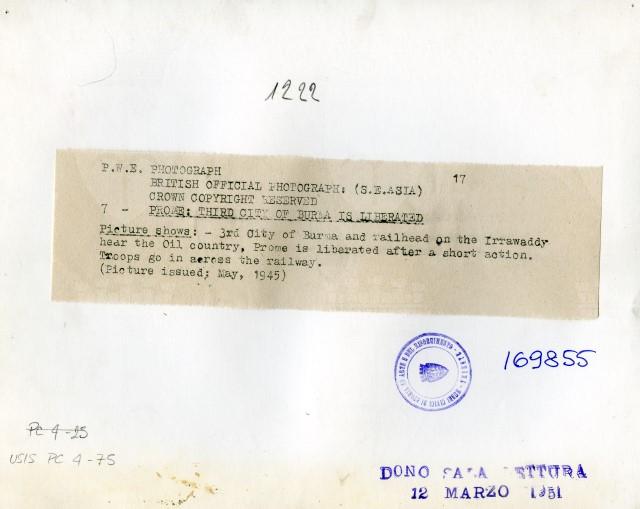 1222
P.W.E. PHOTOGRAPH 17
BRITISH OFFICIAL PHOTOGRAPH: (S.E.ASIA)
CROWN COPYRIGHT RESERVED
7 - PROME: THIRD CITY OF BURMA IS LIBERATED
Picture shows: - 3rd City of Burma and railhead on the Irrawaddy
hear the Oil country, Prome is liberated after a short action.
Troops go in across the railway.
(Picture issued; May, 1945)
169855
PC 4-25
USIS PC 4-75
DONO SALA LETTURA
12 MARZO 1951